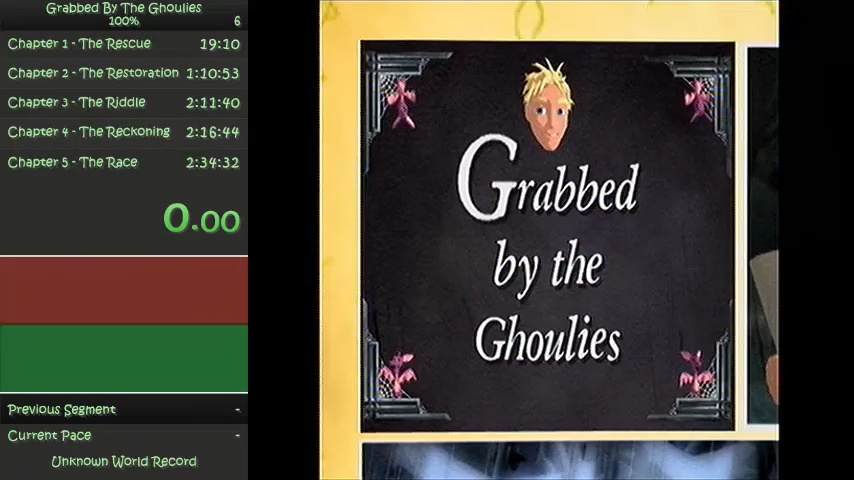 Grabbed By The Ghoulies
100% 6
Chapter 1 - The Rescue 19:10
Chapter 2 - The Restoration 1:10:53
Chapter 3 - The Riddle 2:11:40
Chapter 4 - The Reckoning 2:16:44
Chapter 5 - The Race 2:34:32
0.00
Previous Segment -
Current Pace -
Unknown World Record
Grabbed
by the
Ghoulies